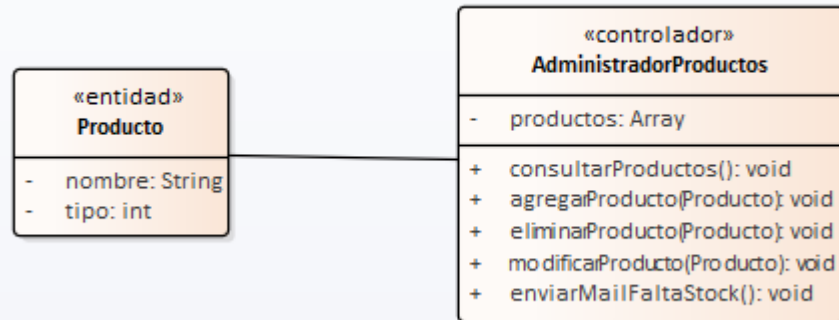 «entidad»
Producto
- nombre: String
- tipo: int
«controlador»
AdministradorProductos
- productos: Array
+ consultarProductos(): void
+ agregarProducto(Producto): void
+ eliminarProducto(Producto): void
+ modificarProducto(Producto): void
+ enviarMailFaltaStock(): void